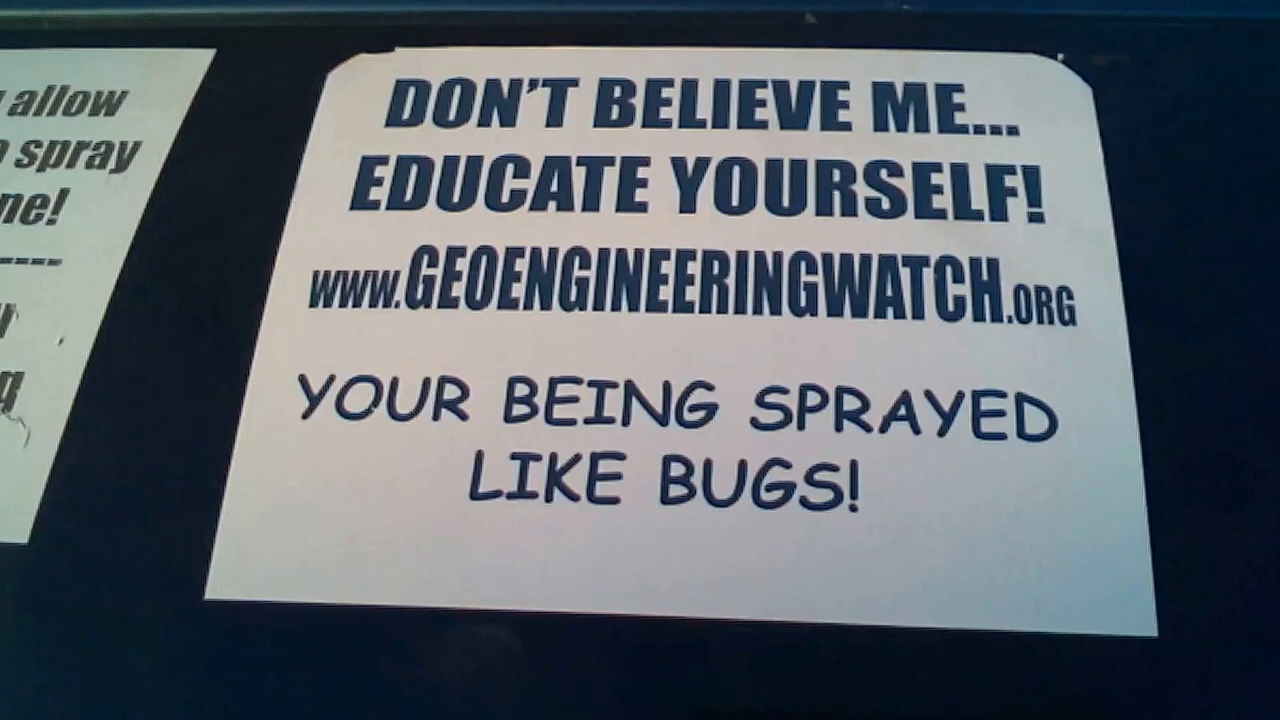 allow
spray
ne!
----
DON'T BELIEVE ME...
EDUCATE YOURSELF!
www.GEOENGINEERINGWATCH.ORG
YOUR BEING SPRAYED
LIKE BUGS!